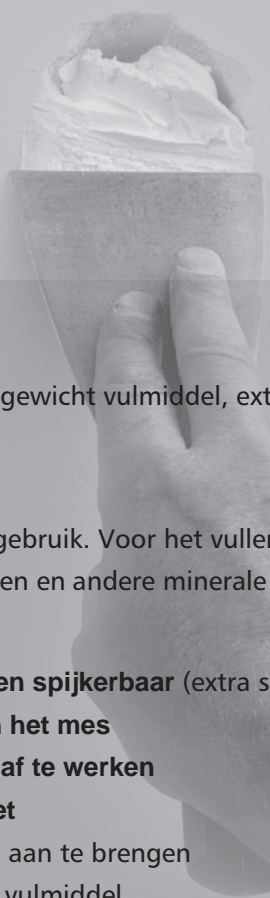 gewicht vulmiddel, ext
gebruik. Voor het vuller
en en andere minerale
en spijkerbaar (extra s
het mes
af te werken
et
aan te brengen
vulmiddel